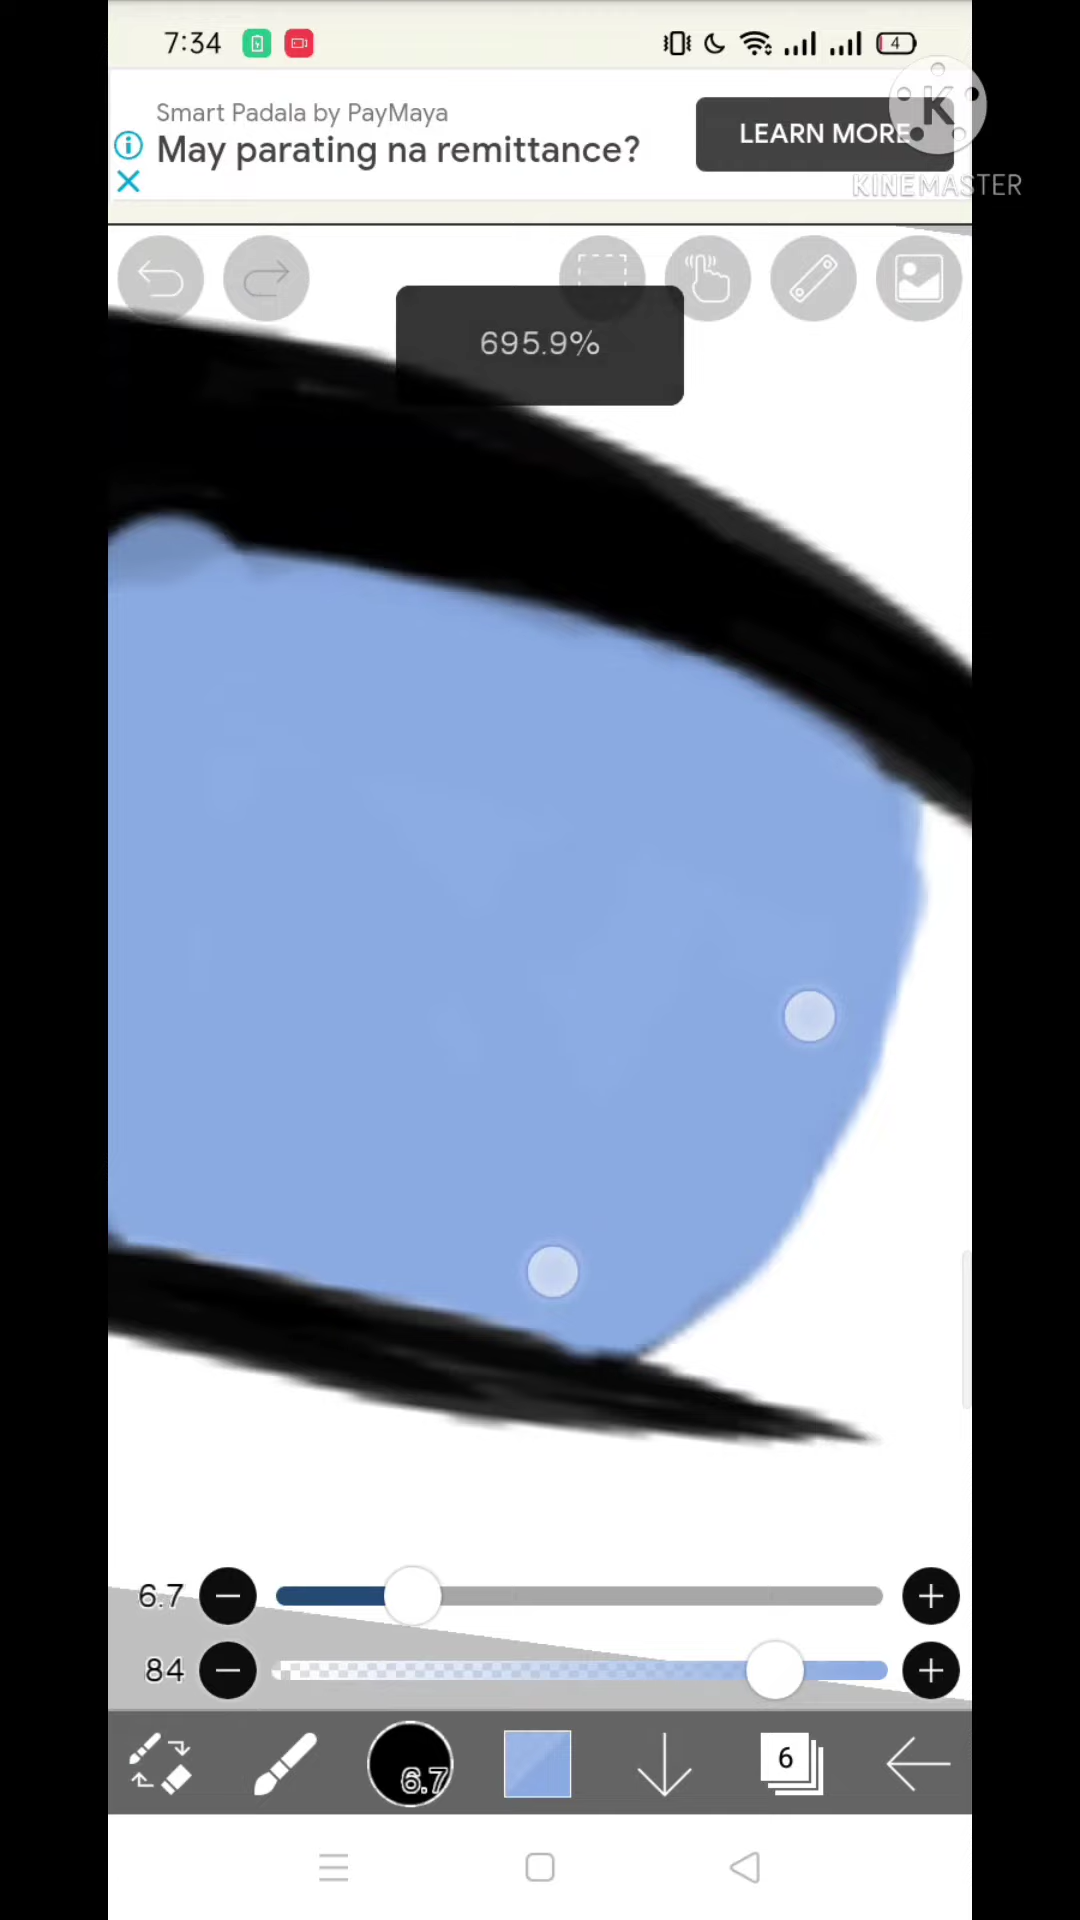 7:34
4
Smart Padala by PayMaya
May parating na remittance?
LEARN MORE
K
KINEMASTER
695.9%
6.7
84
6.7
6